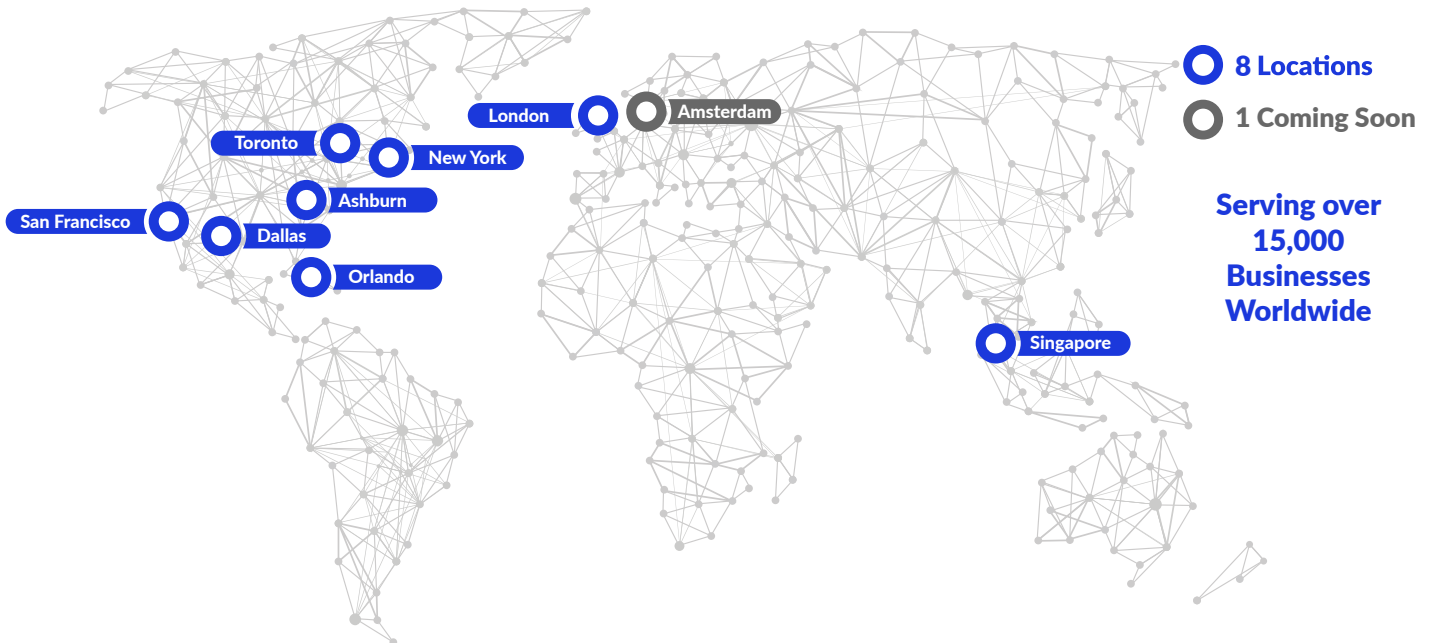 8 Locations
London
Amsterdam
1 Coming Soon
Toronto
New York
Ashburn
San Francisco
Dallas
Orlando
Serving over
15,000
Businesses
Worldwide
Singapore